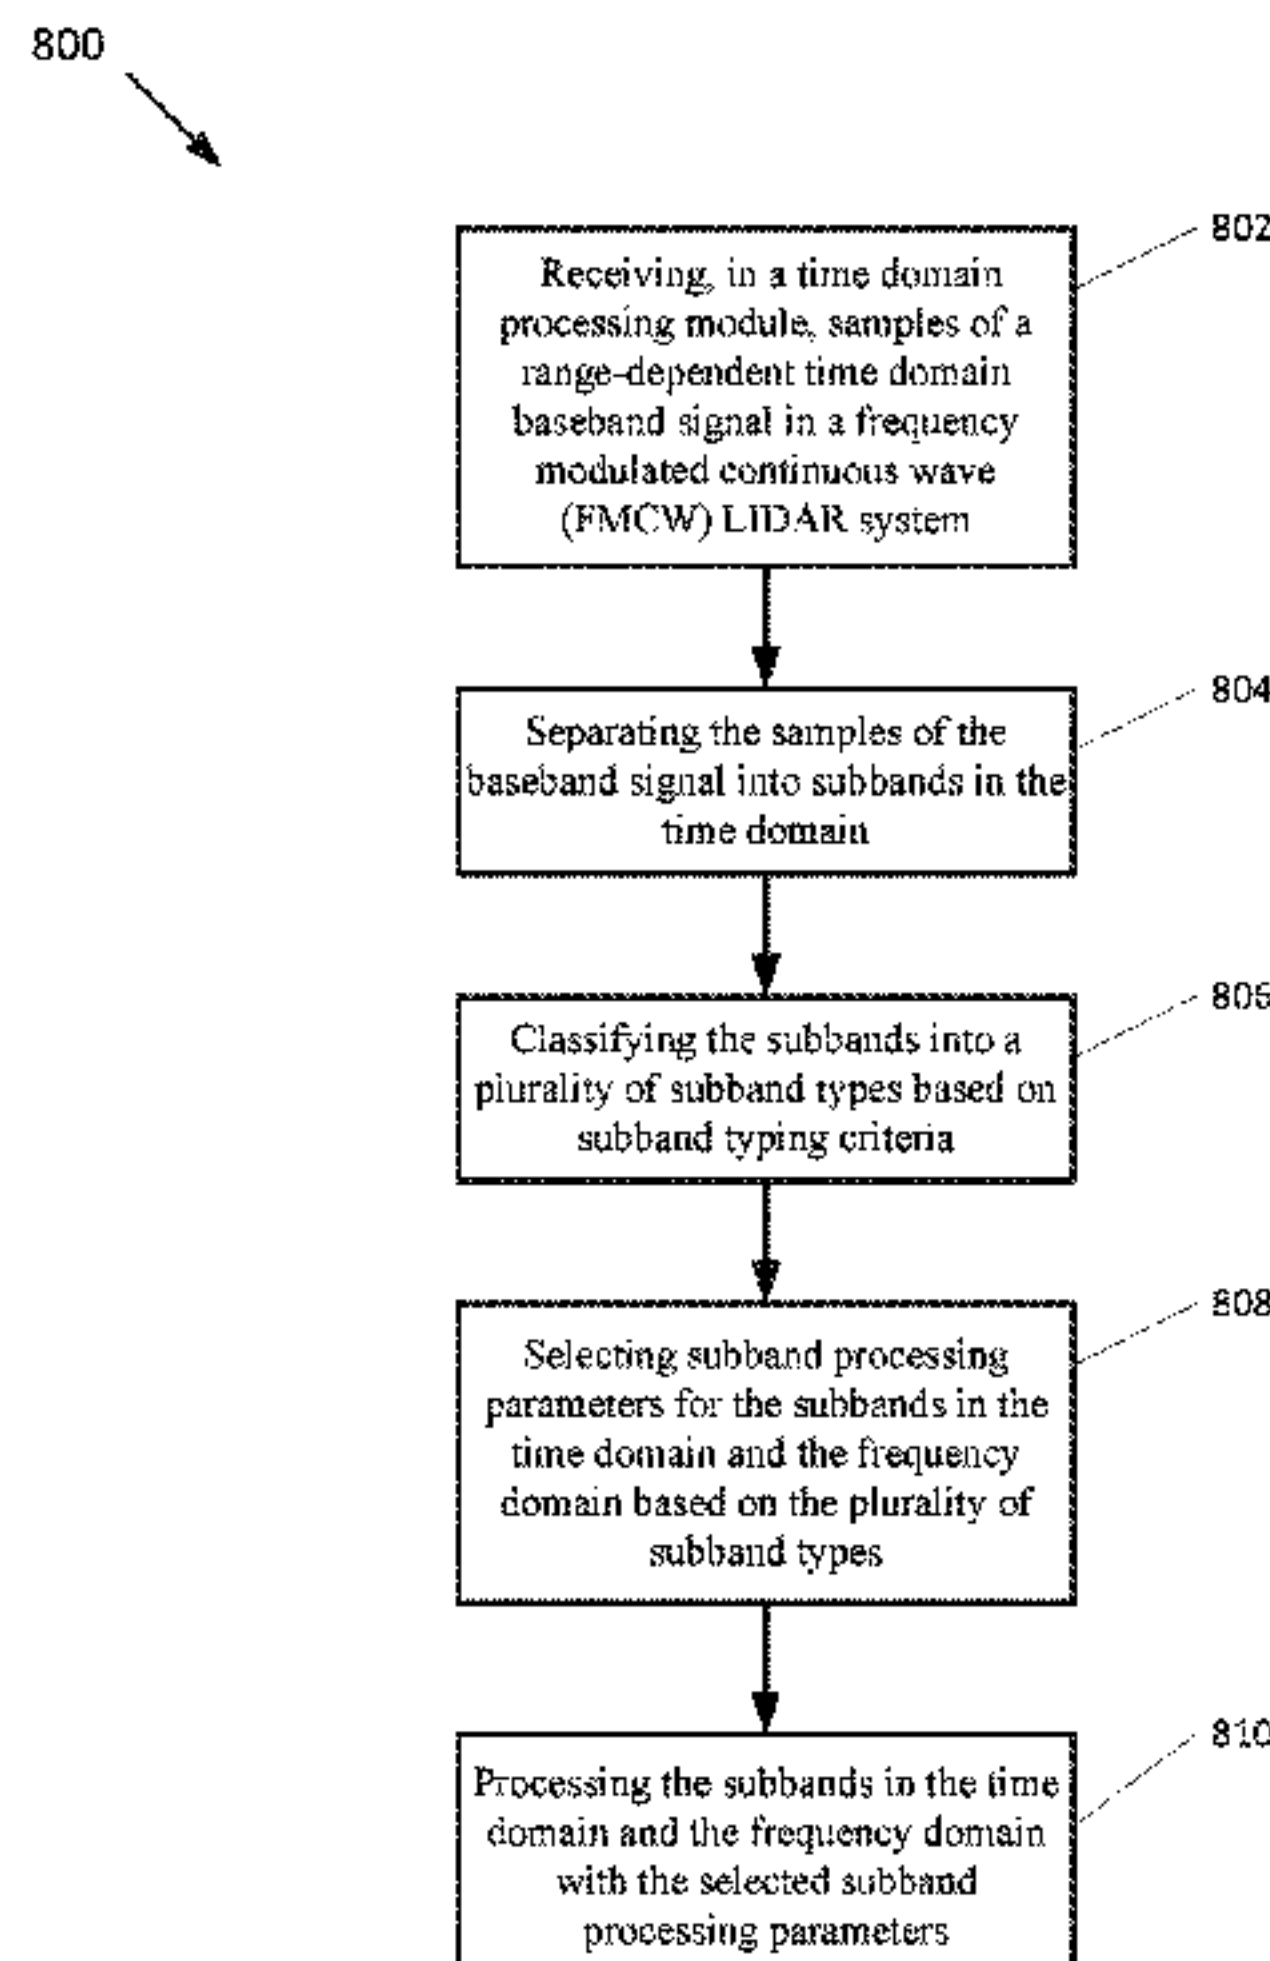 800
802
Receiving, in a time domain
processing module, samples of a
range-dependent time domain
baseband signal in a frequency
modulated continuous wave
(FMCW) LIDAR system
804
Separating the samples of the
baseband signal into subbands in the
time domain
806
Classifying the subbands into a
plurality of subband types based on
subband typing criteria
808
Selecting subband processing
parameters for the subbands in the
time domain and the frequency
domain based on the plurality of
subband types
810
Processing the subbands in the time
domain and the frequency domain
with the selected subband
processing parameters